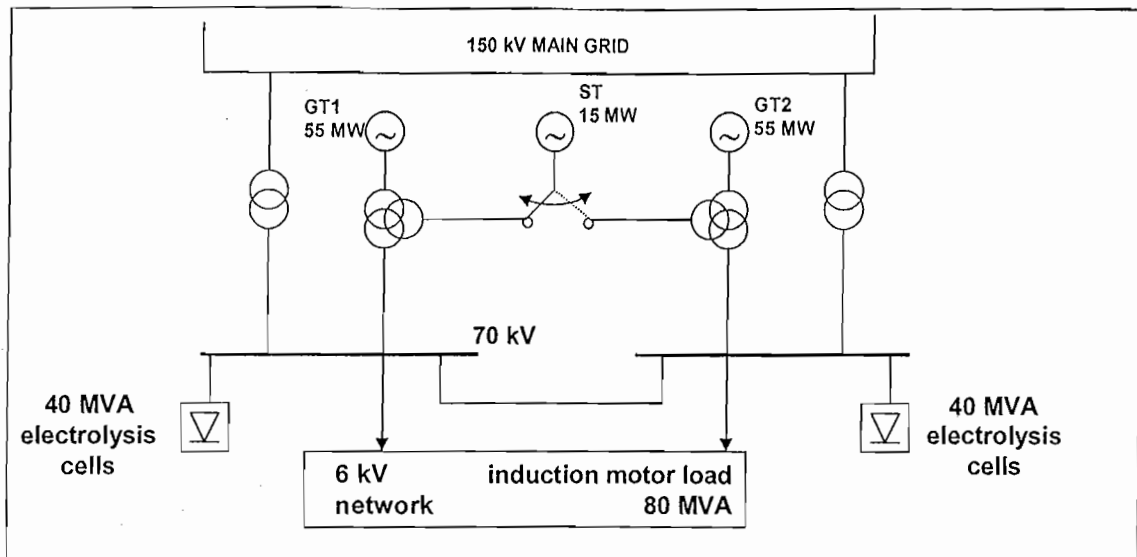 150 kV MAIN GRID
GT1
55 MW
ST
15 MW
GT2
55 MW
70 kV
40 MVA
electrolysis
cells
40 MVA
electrolysis
cells
6 kV
network
induction motor load
80 MVA